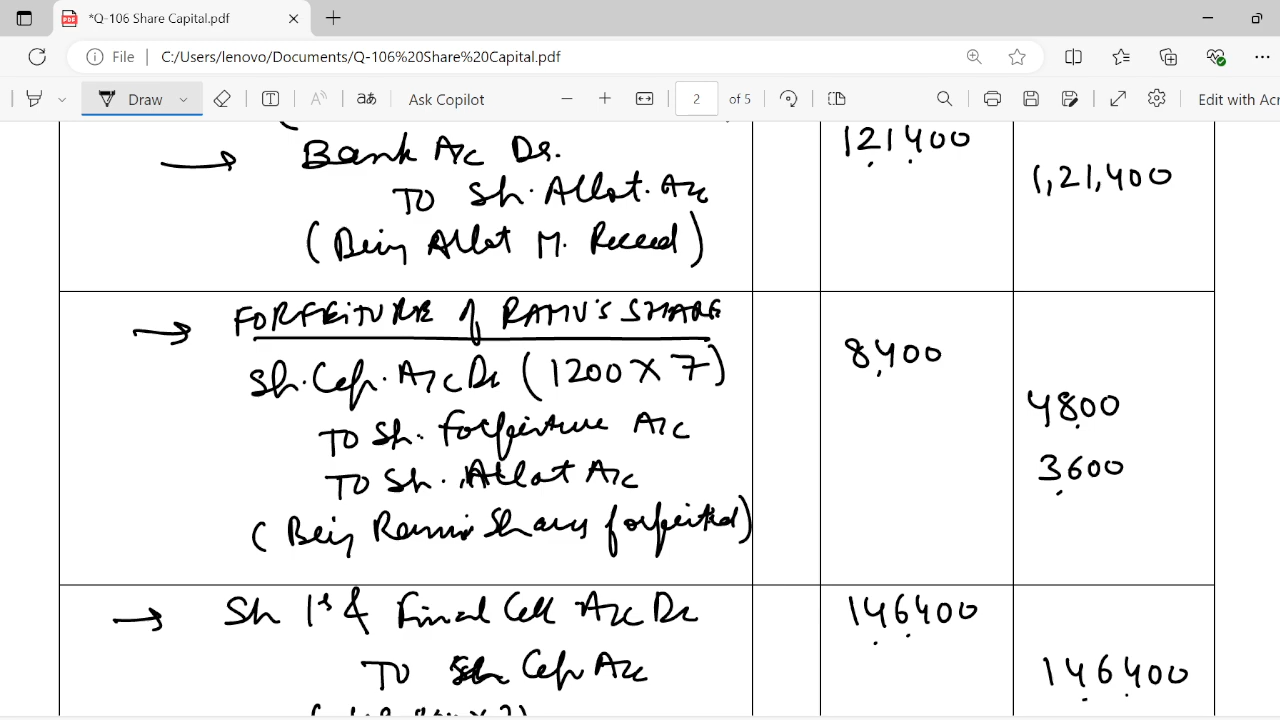 *Q-106 Share Capital.pdf
File C:/Users/lenovo/Documents/Q-106%20Share%20Capital.pdf
Draw Ask Copilot 2 of 5 Edit with Acr
Bank A/c Dr. 121400
To Sh. Allot. A/c 1,21,400
(Being Allot M. Received)
FORFEITURE of RAMU'S SHARE
Sh. Cap. A/c Dr (1200 X 7) 8,400
To Sh. Forfeiture A/c 4800
To Sh. Allot A/c 3600
(Being Ramu Shares forfeited)
Sh 1st & Final Call A/c Dr 146400
To Sh Cap A/c 146400